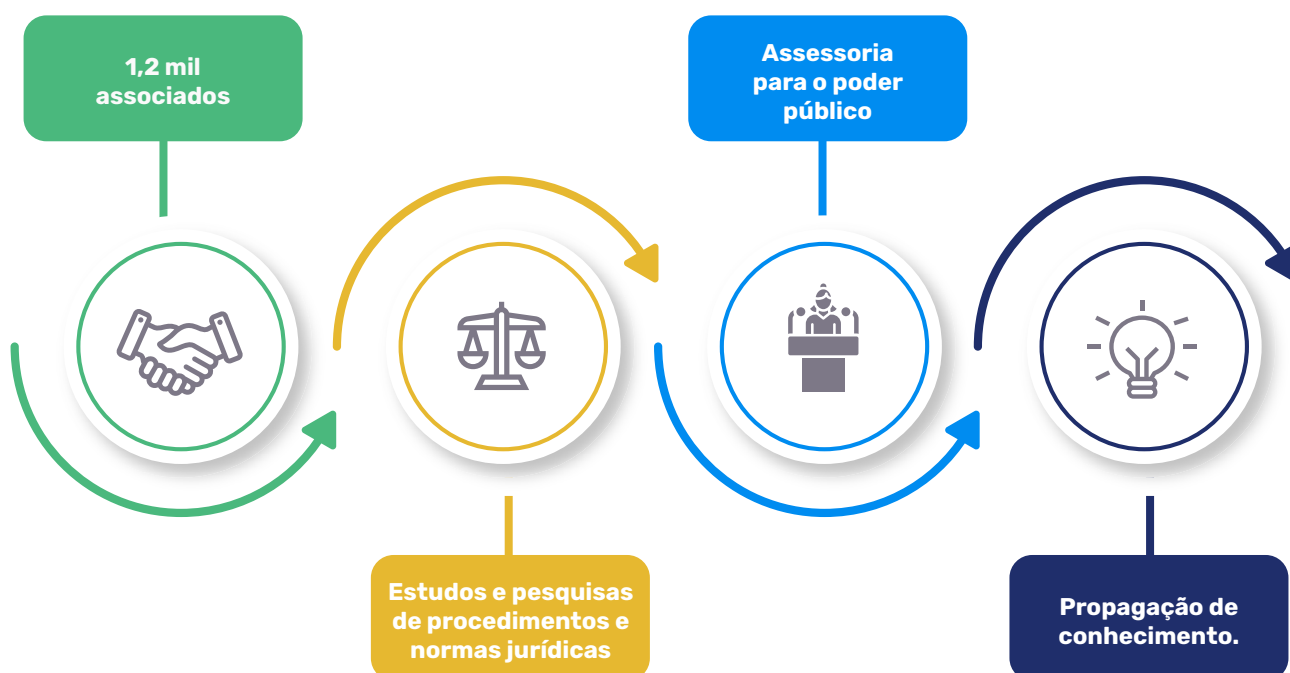 1,2 mil
associados
Estudos e pesquisas
de procedimentos e
normas jurídicas
Assessoria
para o poder
público
Propagação de
conhecimento.